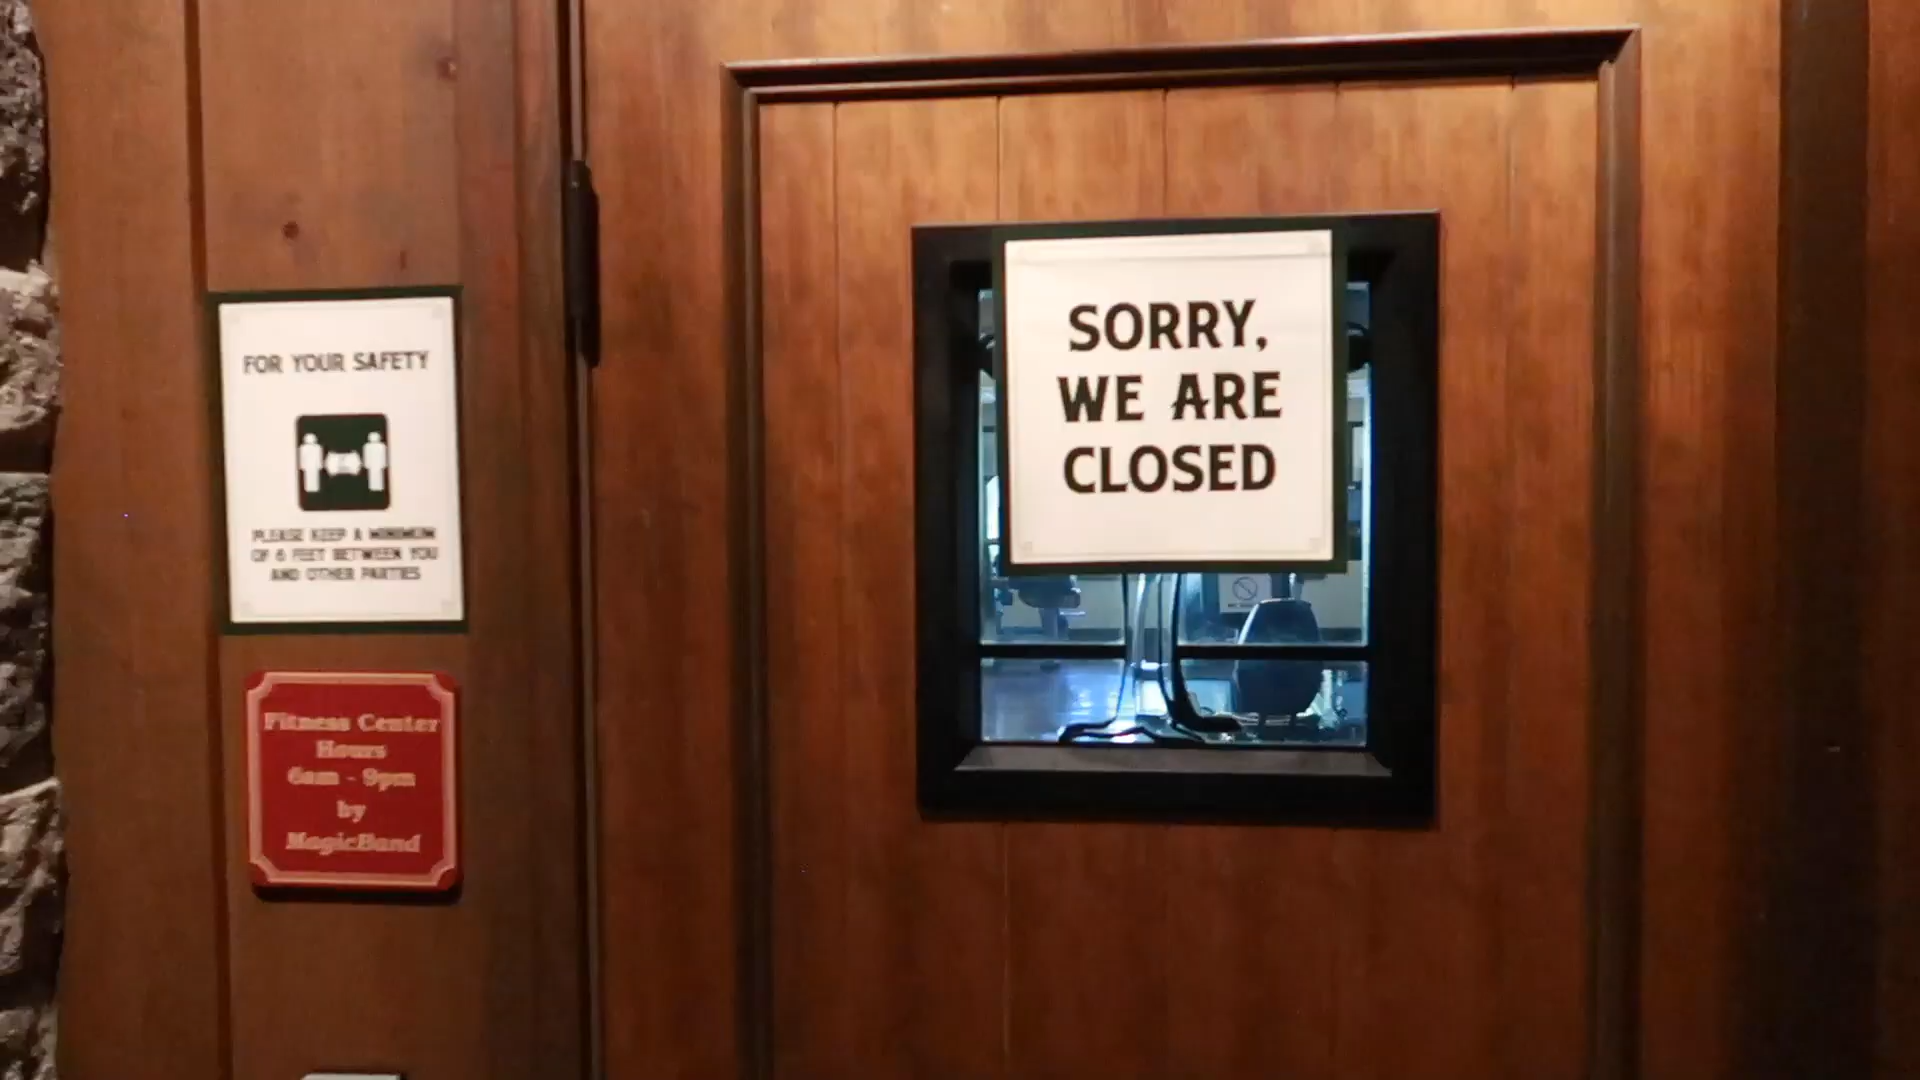 FOR YOUR SAFETY
PLEASE KEEP A MINIMUM
OF 6 FEET BETWEEN YOU
AND OTHER PARTIES
Fitness Center
Hours
6am - 9pm
by
MagicBand
SORRY,
WE ARE
CLOSED